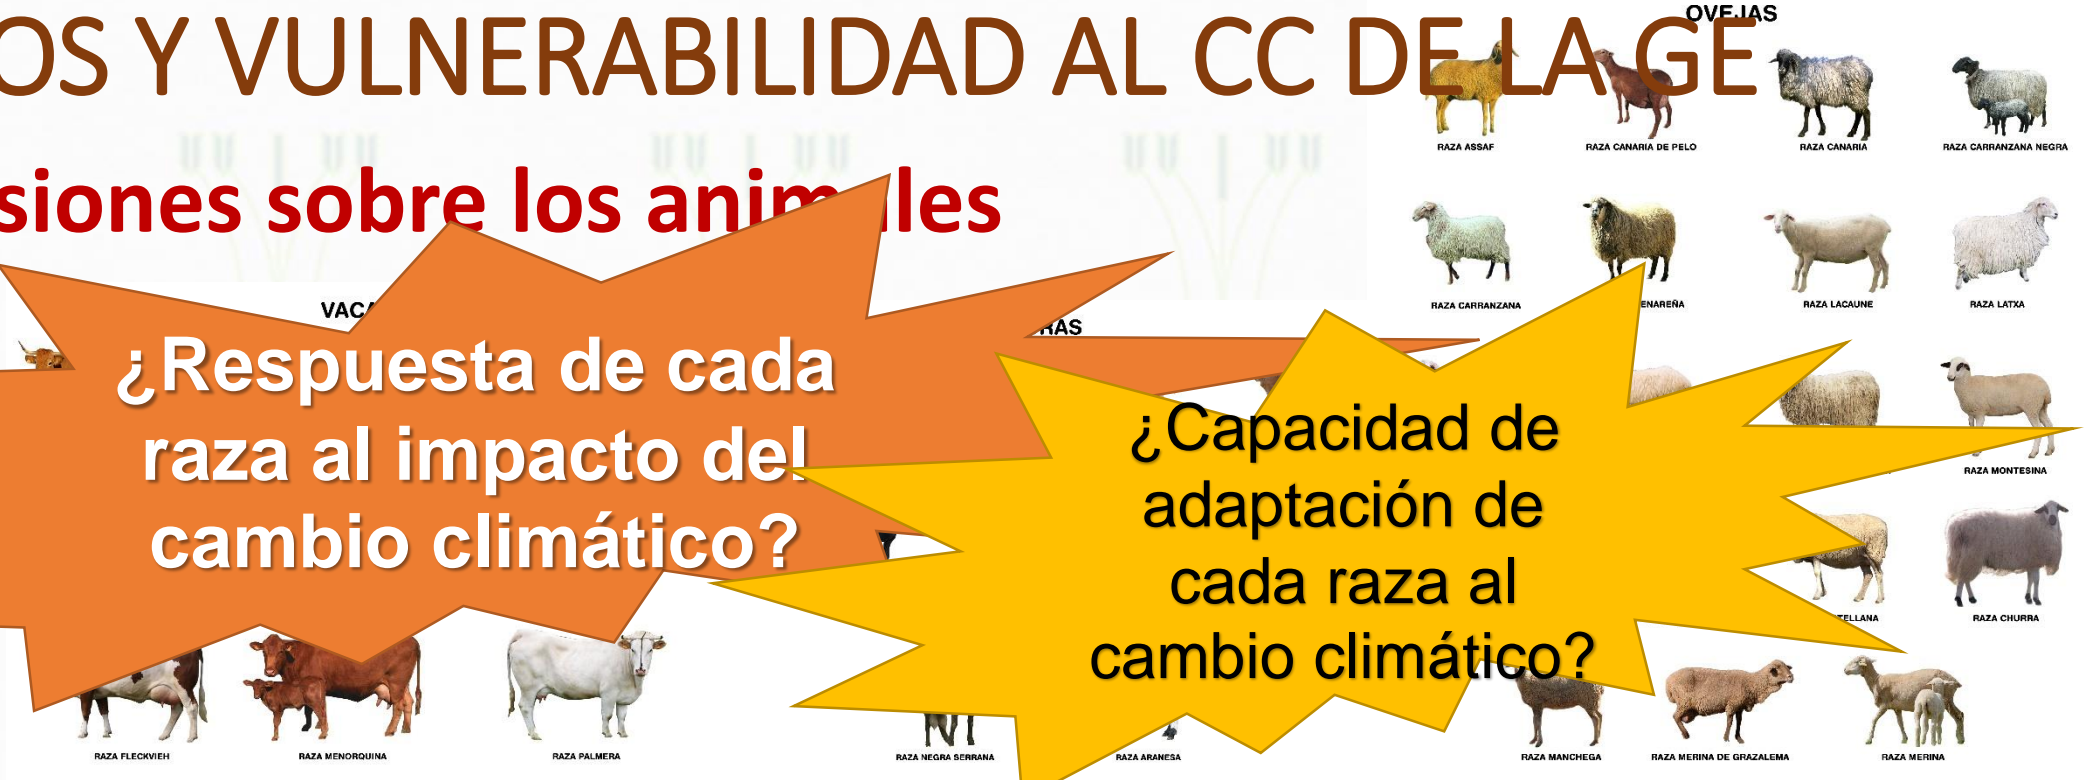 OS Y VULNERABILIDAD AL CC DE LA GE
siones sobre los animales
OVEJAS
RAZA ASSAF
RAZA CANARIA DE PELO
RAZA CANARIA
RAZA CARRANZANA NEGRA
RAZA CARRANZANA
ENAREÑA
RAZA LACAUNE
RAZA LATXA
VACA
RAS
¿Respuesta de cada
raza al impacto del
cambio climático?
¿Capacidad de
adaptación de
cada raza al
cambio climático?
RAZA MONTESINA
TELLANA
RAZA CHURRA
RAZA FLECKVIEH
RAZA MENORQUINA
RAZA PALMERA
RAZA NEGRA SERRANA
RAZA ARANESA
RAZA MANCHEGA
RAZA MERINA DE GRAZALEMA
RAZA MERINA